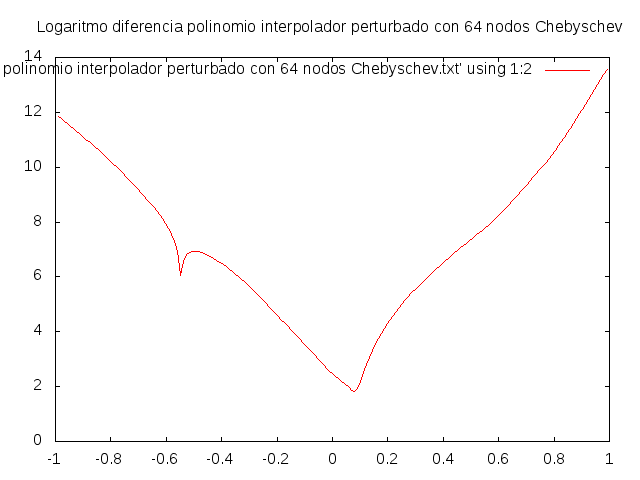 Logaritmo diferencia polinomio interpolador perturbado con 64 nodos Chebyschev
14
polinomio interpolador perturbado con 64 nodos Chebyschev.txt' using 1:2
12
10
8
6
4
2
0
-1 -0.8 -0.6 -0.4 -0.2 0 0.2 0.4 0.6 0.8 1